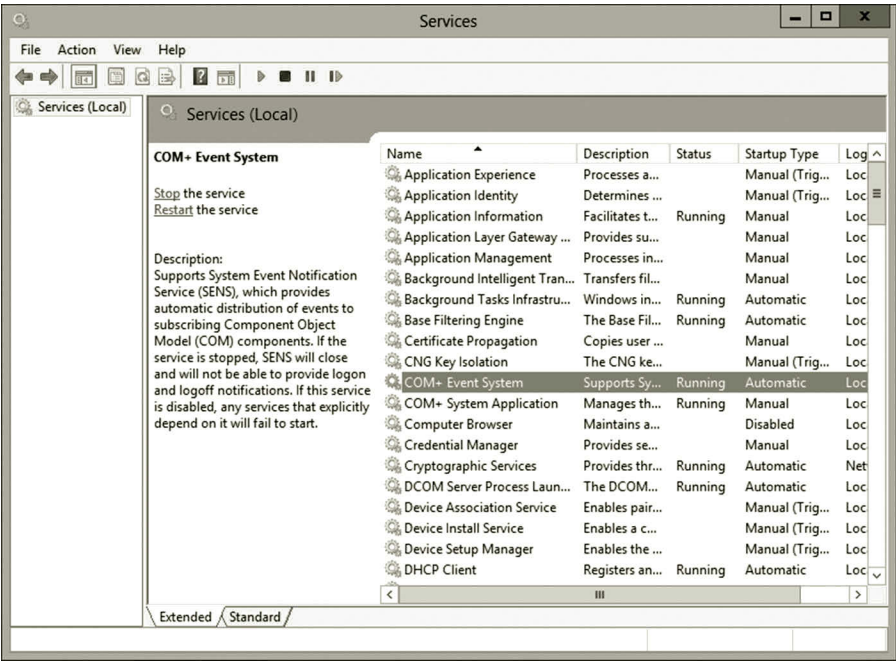 Services
File Action View Help
Services (Local)
Services (Local)
COM+ Event System
Stop the service
Restart the service
Description:
Supports System Event Notification
Service (SENS), which provides
automatic distribution of events to
subscribing Component Object
Model (COM) components. If the
service is stopped, SENS will close
and will not be able to provide logon
and logoff notifications. If this service
is disabled, any services that explicitly
depend on it will fail to start.
Name Description Status Startup Type Log
Application Experience Processes a... Manual (Trig... Loc
Application Identity Determines ... Manual (Trig... Loc
Application Information Facilitates t... Running Manual Loc
Application Layer Gateway ... Provides su... Manual Loc
Application Management Processes in... Manual Loc
Background Intelligent Tran... Transfers fil... Manual Loc
Background Tasks Infrastru... Windows in... Running Automatic Loc
Base Filtering Engine The Base Fil... Running Automatic Loc
Certificate Propagation Copies user ... Manual Loc
CNG Key Isolation The CNG ke... Manual (Trig... Loc
COM+ Event System Supports Sy... Running Automatic Loc
COM+ System Application Manages th... Running Manual Loc
Computer Browser Maintains a... Disabled Loc
Credential Manager Provides se... Manual Loc
Cryptographic Services Provides thr... Running Automatic Net
DCOM Server Process Laun... The DCOM... Running Automatic Loc
Device Association Service Enables pair... Manual (Trig... Loc
Device Install Service Enables a c... Manual (Trig... Loc
Device Setup Manager Enables the ... Manual (Trig... Loc
DHCP Client Registers an... Running Automatic Loc
Extended Standard